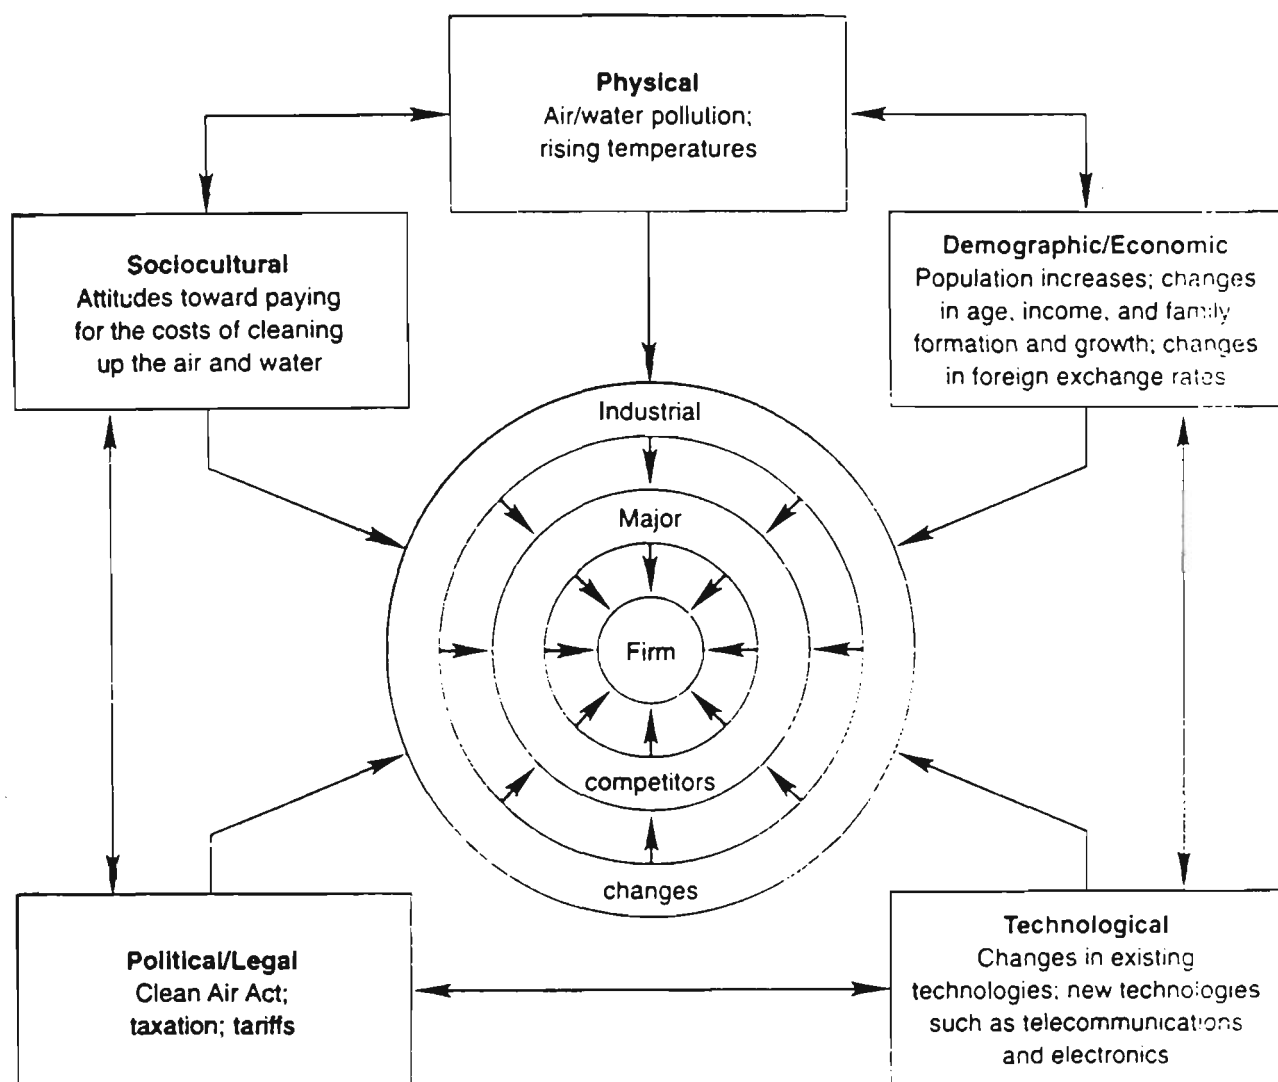 Physical
Air/water pollution;
rising temperatures
Sociocultural
Attitudes toward paying
for the costs of cleaning
up the air and water
Demographic/Economic
Population increases; changes
in age, income, and family
formation and growth; changes
in foreign exchange rates
Industrial
Major
Firm
competitors
changes
Political/Legal
Clean Air Act;
taxation; tariffs
Technological
Changes in existing
technologies; new technologies
such as telecommunications
and electronics